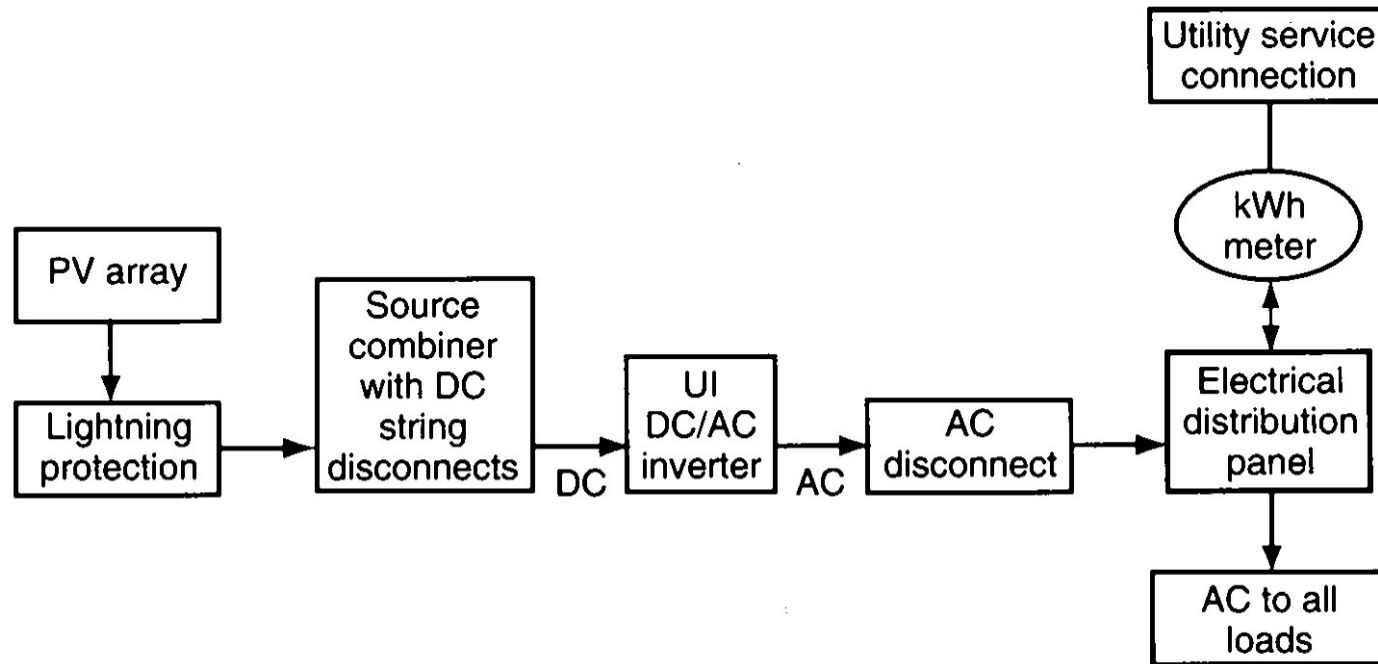 Utility service
connection
kWh
meter
PV array
Lightning
protection
Source
combiner
with DC
string
disconnects
DC
UI
DC/AC
inverter
AC
AC
disconnect
Electrical
distribution
panel
AC to all
loads